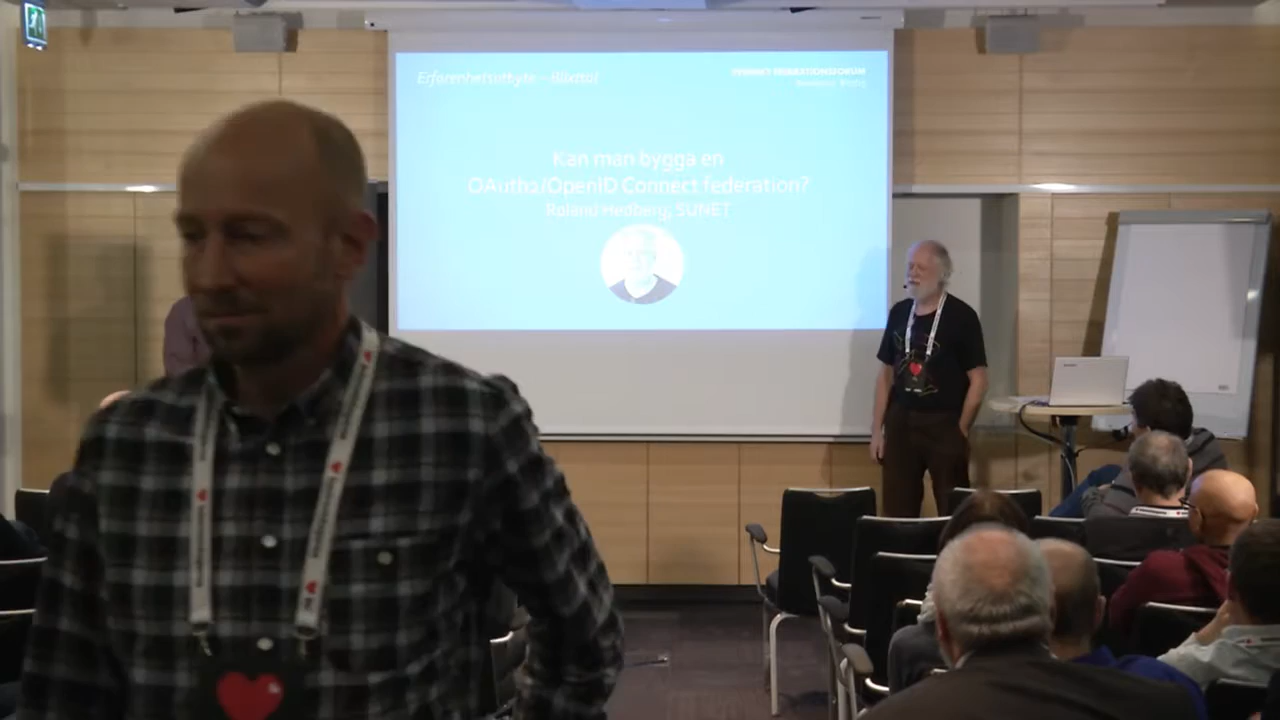 Erfarenhetsutbyte – Blixttal
Kan man bygga en
OAuth2/OpenID Connect federation?
Roland Hedberg, SUNET